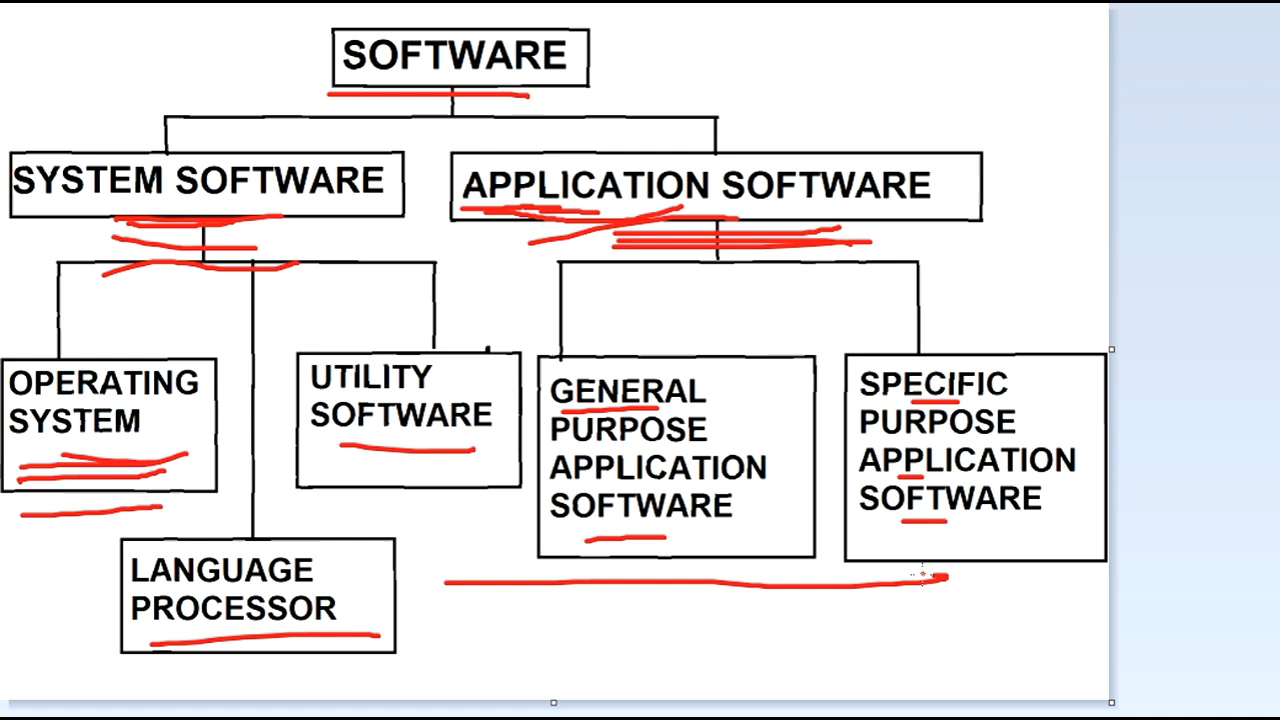 SOFTWARE
SYSTEM SOFTWARE
APPLICATION SOFTWARE
OPERATING
SYSTEM
UTILITY
SOFTWARE
GENERAL
PURPOSE
APPLICATION
SOFTWARE
SPECIFIC
PURPOSE
APPLICATION
SOFTWARE
LANGUAGE
PROCESSOR